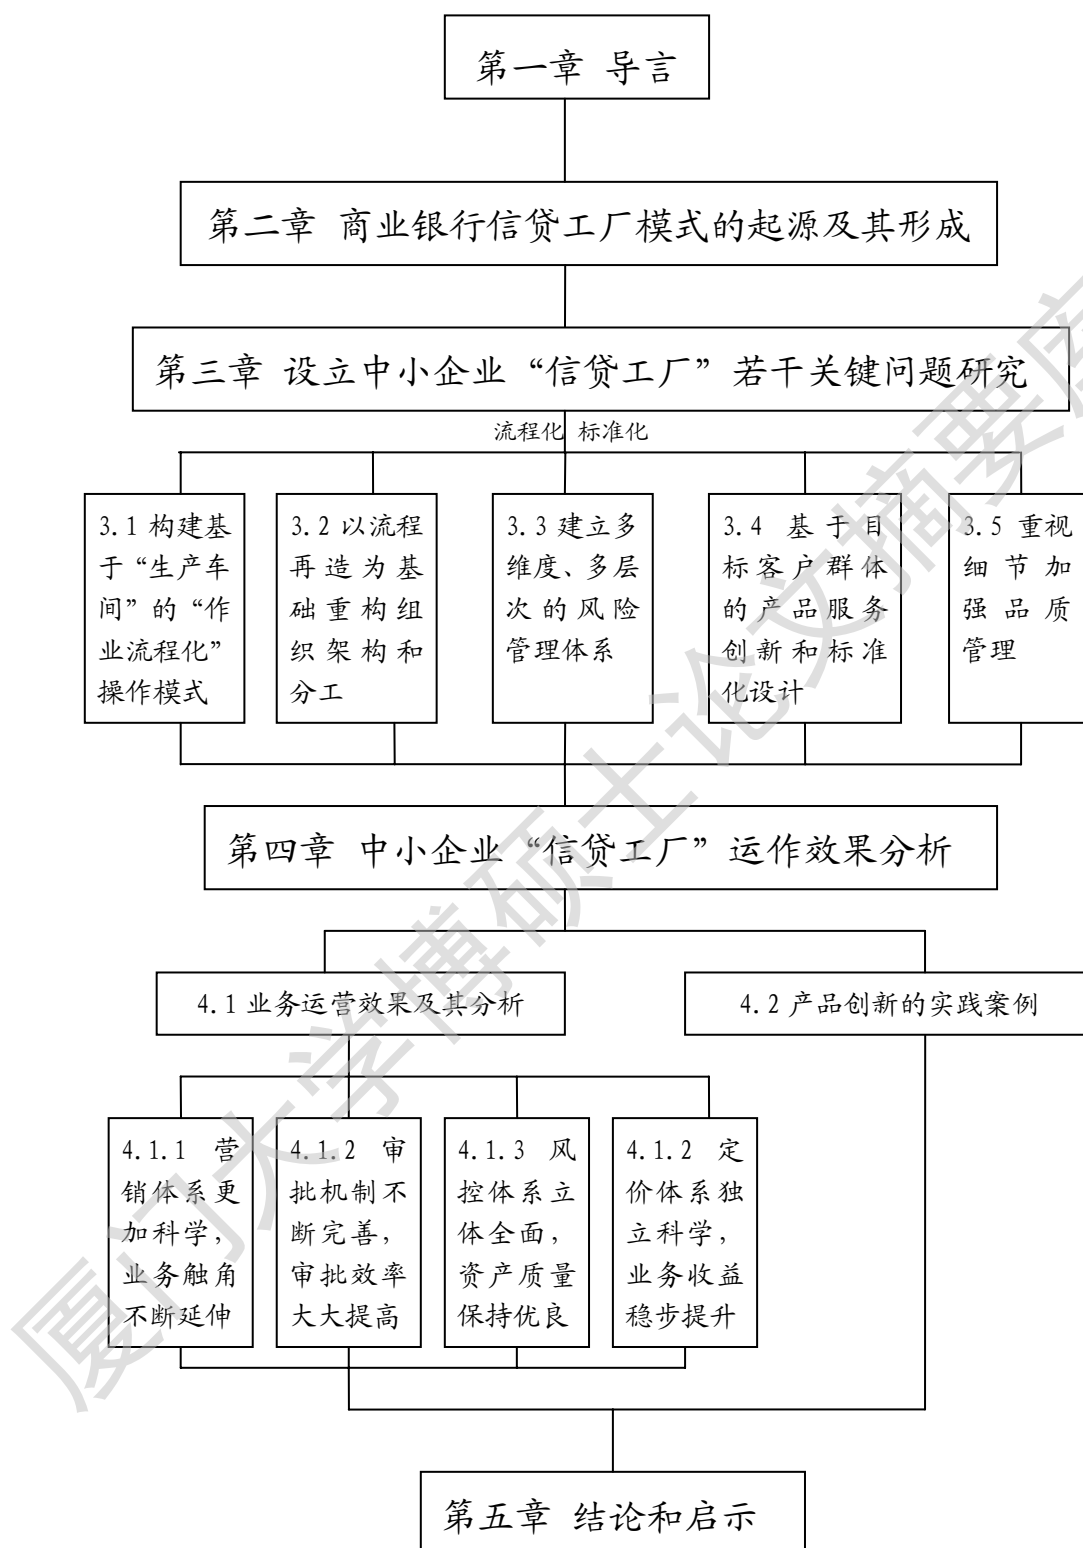 第一章 导言
第二章 商业银行信贷工厂模式的起源及其形成
第三章 设立中小企业“信贷工厂”若干关键问题研究
流程化 标准化
3.1 构建基
于“生产车
间”的“作
业流程化”
操作模式
3.2 以流程
再造为基
础重构组
织架构和
分工
3.3 建立多
维度、多层
次的风险
管理体系
3.4 基于目
标客户群体
的产品服务
创新和标准
化设计
3.5 重视
细节加
强品质
管理
第四章 中小企业“信贷工厂”运作效果分析
4.1 业务运营效果及其分析
4.2 产品创新的实践案例
4.1.1 营
销体系更
加科学，
业务触角
不断延伸
4.1.2 审
批机制不
断完善，
审批效率
大大提高
4.1.3 风
控体系立
体全面，
资产质量
保持优良
4.1.2 定
价体系独
立科学，
业务收益
稳步提升
第五章 结论和启示
厦门大学博硕士论文摘要库